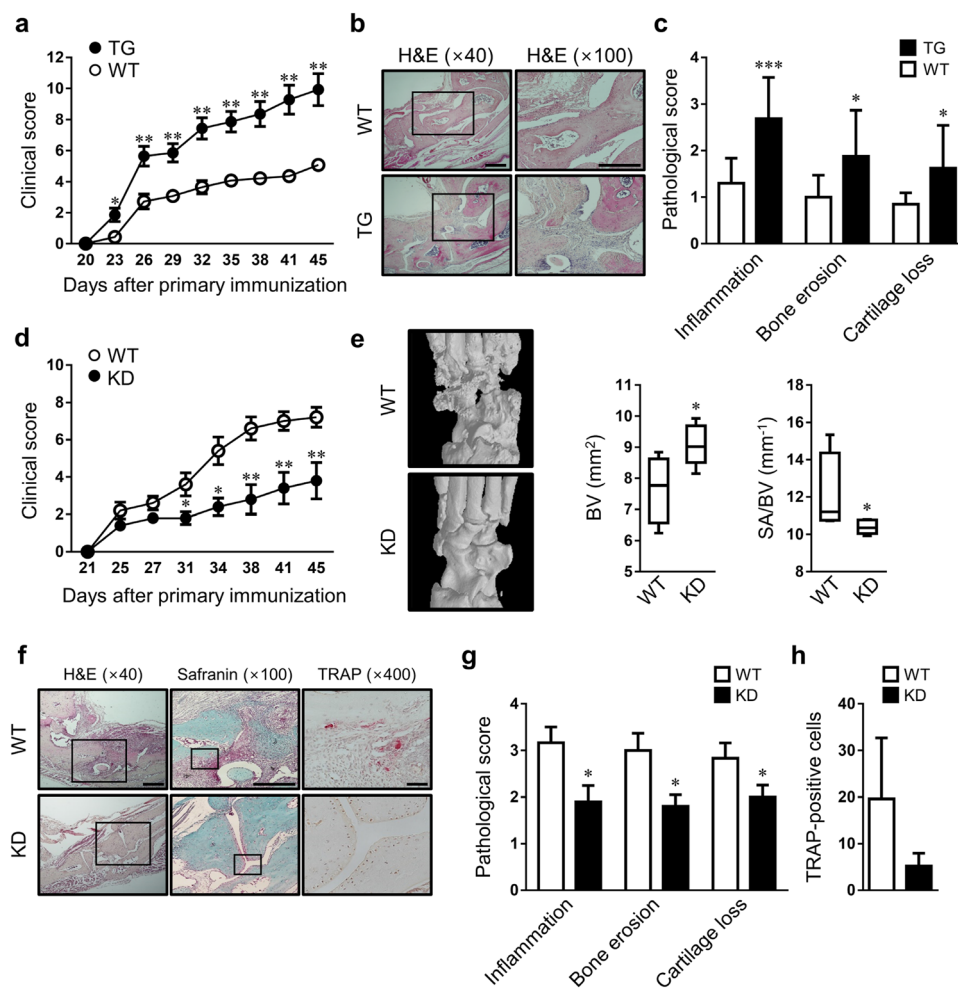 a
TG
WT
Clinical score
12
10
8
6
4
2
0
* ** ** ** ** ** ** **
20 23 26 29 32 35 38 41 45
Days after primary immunization
b
H&E (×40) H&E (×100)
WT
TG
c
TG
WT
Pathological score
4
3
2
1
0
*** * *
Inflammation Bone erosion Cartilage loss
d
WT
KD
Clinical score
10
8
6
4
2
0
* * ** ** **
21 25 27 31 34 38 41 45
Days after primary immunization
e
WT
KD
BV (mm²)
11
10
9
8
7
6
5
*
WT KD
SA/BV (mm⁻¹)
18
16
14
12
10
8
*
WT KD
f
H&E (×40) Safranin (×100) TRAP (×400)
WT
KD
g
WT
KD
Pathological score
4
3
2
1
0
* * *
Inflammation Bone erosion Cartilage loss
h
WT
KD
TRAP-positive cells
40
30
20
10
0